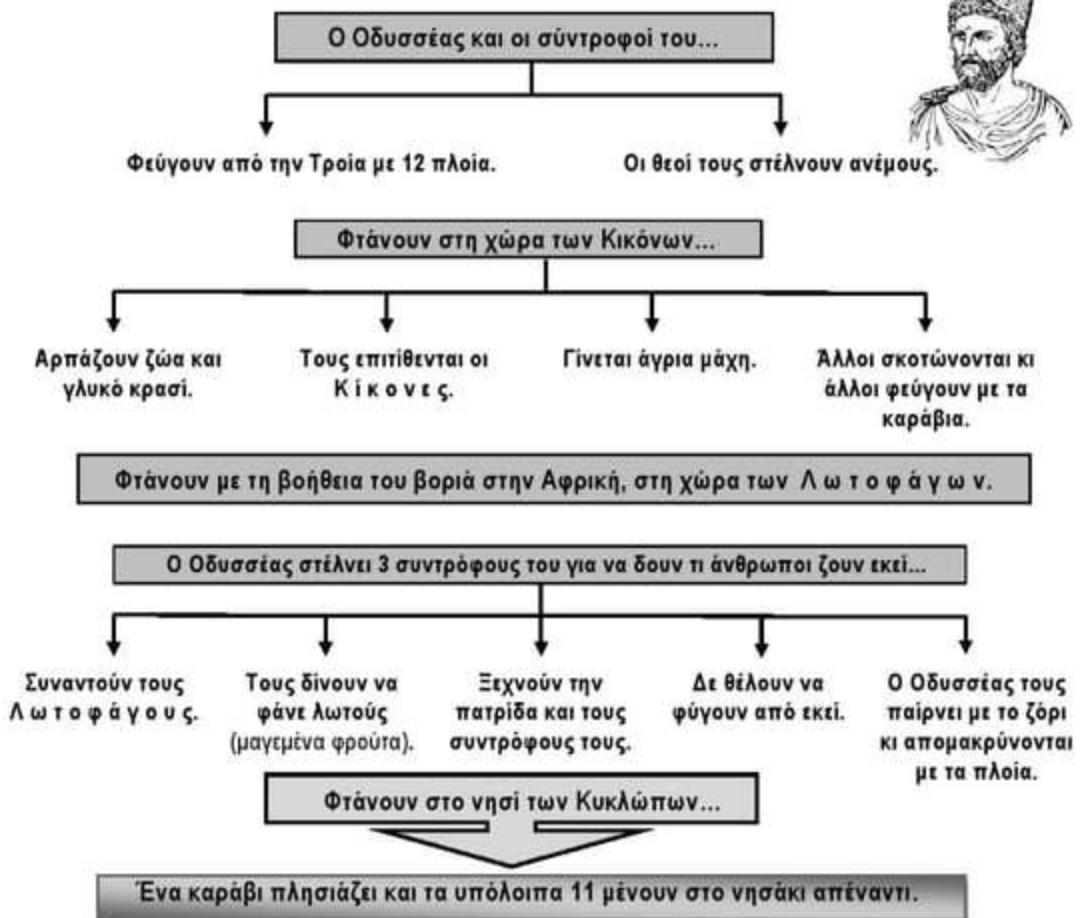 Ο Οδυσσέας και οι σύντροφοί του...
Φεύγουν από την Τροία με 12 πλοία.
Οι θεοί τους στέλνουν ανέμους.
Φτάνουν στη χώρα των Κικόνων...
Αρπάζουν ζώα και
γλυκό κρασί.
Τους επιτίθενται οι
Κ ί κ ο ν ε ς.
Γίνεται άγρια μάχη.
Άλλοι σκοτώνονται κι
άλλοι φεύγουν με τα
καράβια.
Φτάνουν με τη βοήθεια του βοριά στην Αφρική, στη χώρα των Λ ω τ ο φ ά γ ω ν.
Ο Οδυσσέας στέλνει 3 συντρόφους του για να δουν τι άνθρωποι ζουν εκεί...
Συναντούν τους
Λ ω τ ο φ ά γ ο υ ς.
Τους δίνουν να
φάνε λωτούς
(μαγεμένα φρούτα).
Ξεχνούν την
πατρίδα και τους
συντρόφους τους.
Δε θέλουν να
φύγουν από εκεί.
Ο Οδυσσέας τους
παίρνει με το ζόρι
κι απομακρύνονται
με τα πλοία.
Φτάνουν στο νησί των Κυκλώπων...
Ένα καράβι πλησιάζει και τα υπόλοιπα 11 μένουν στο νησάκι απέναντι.